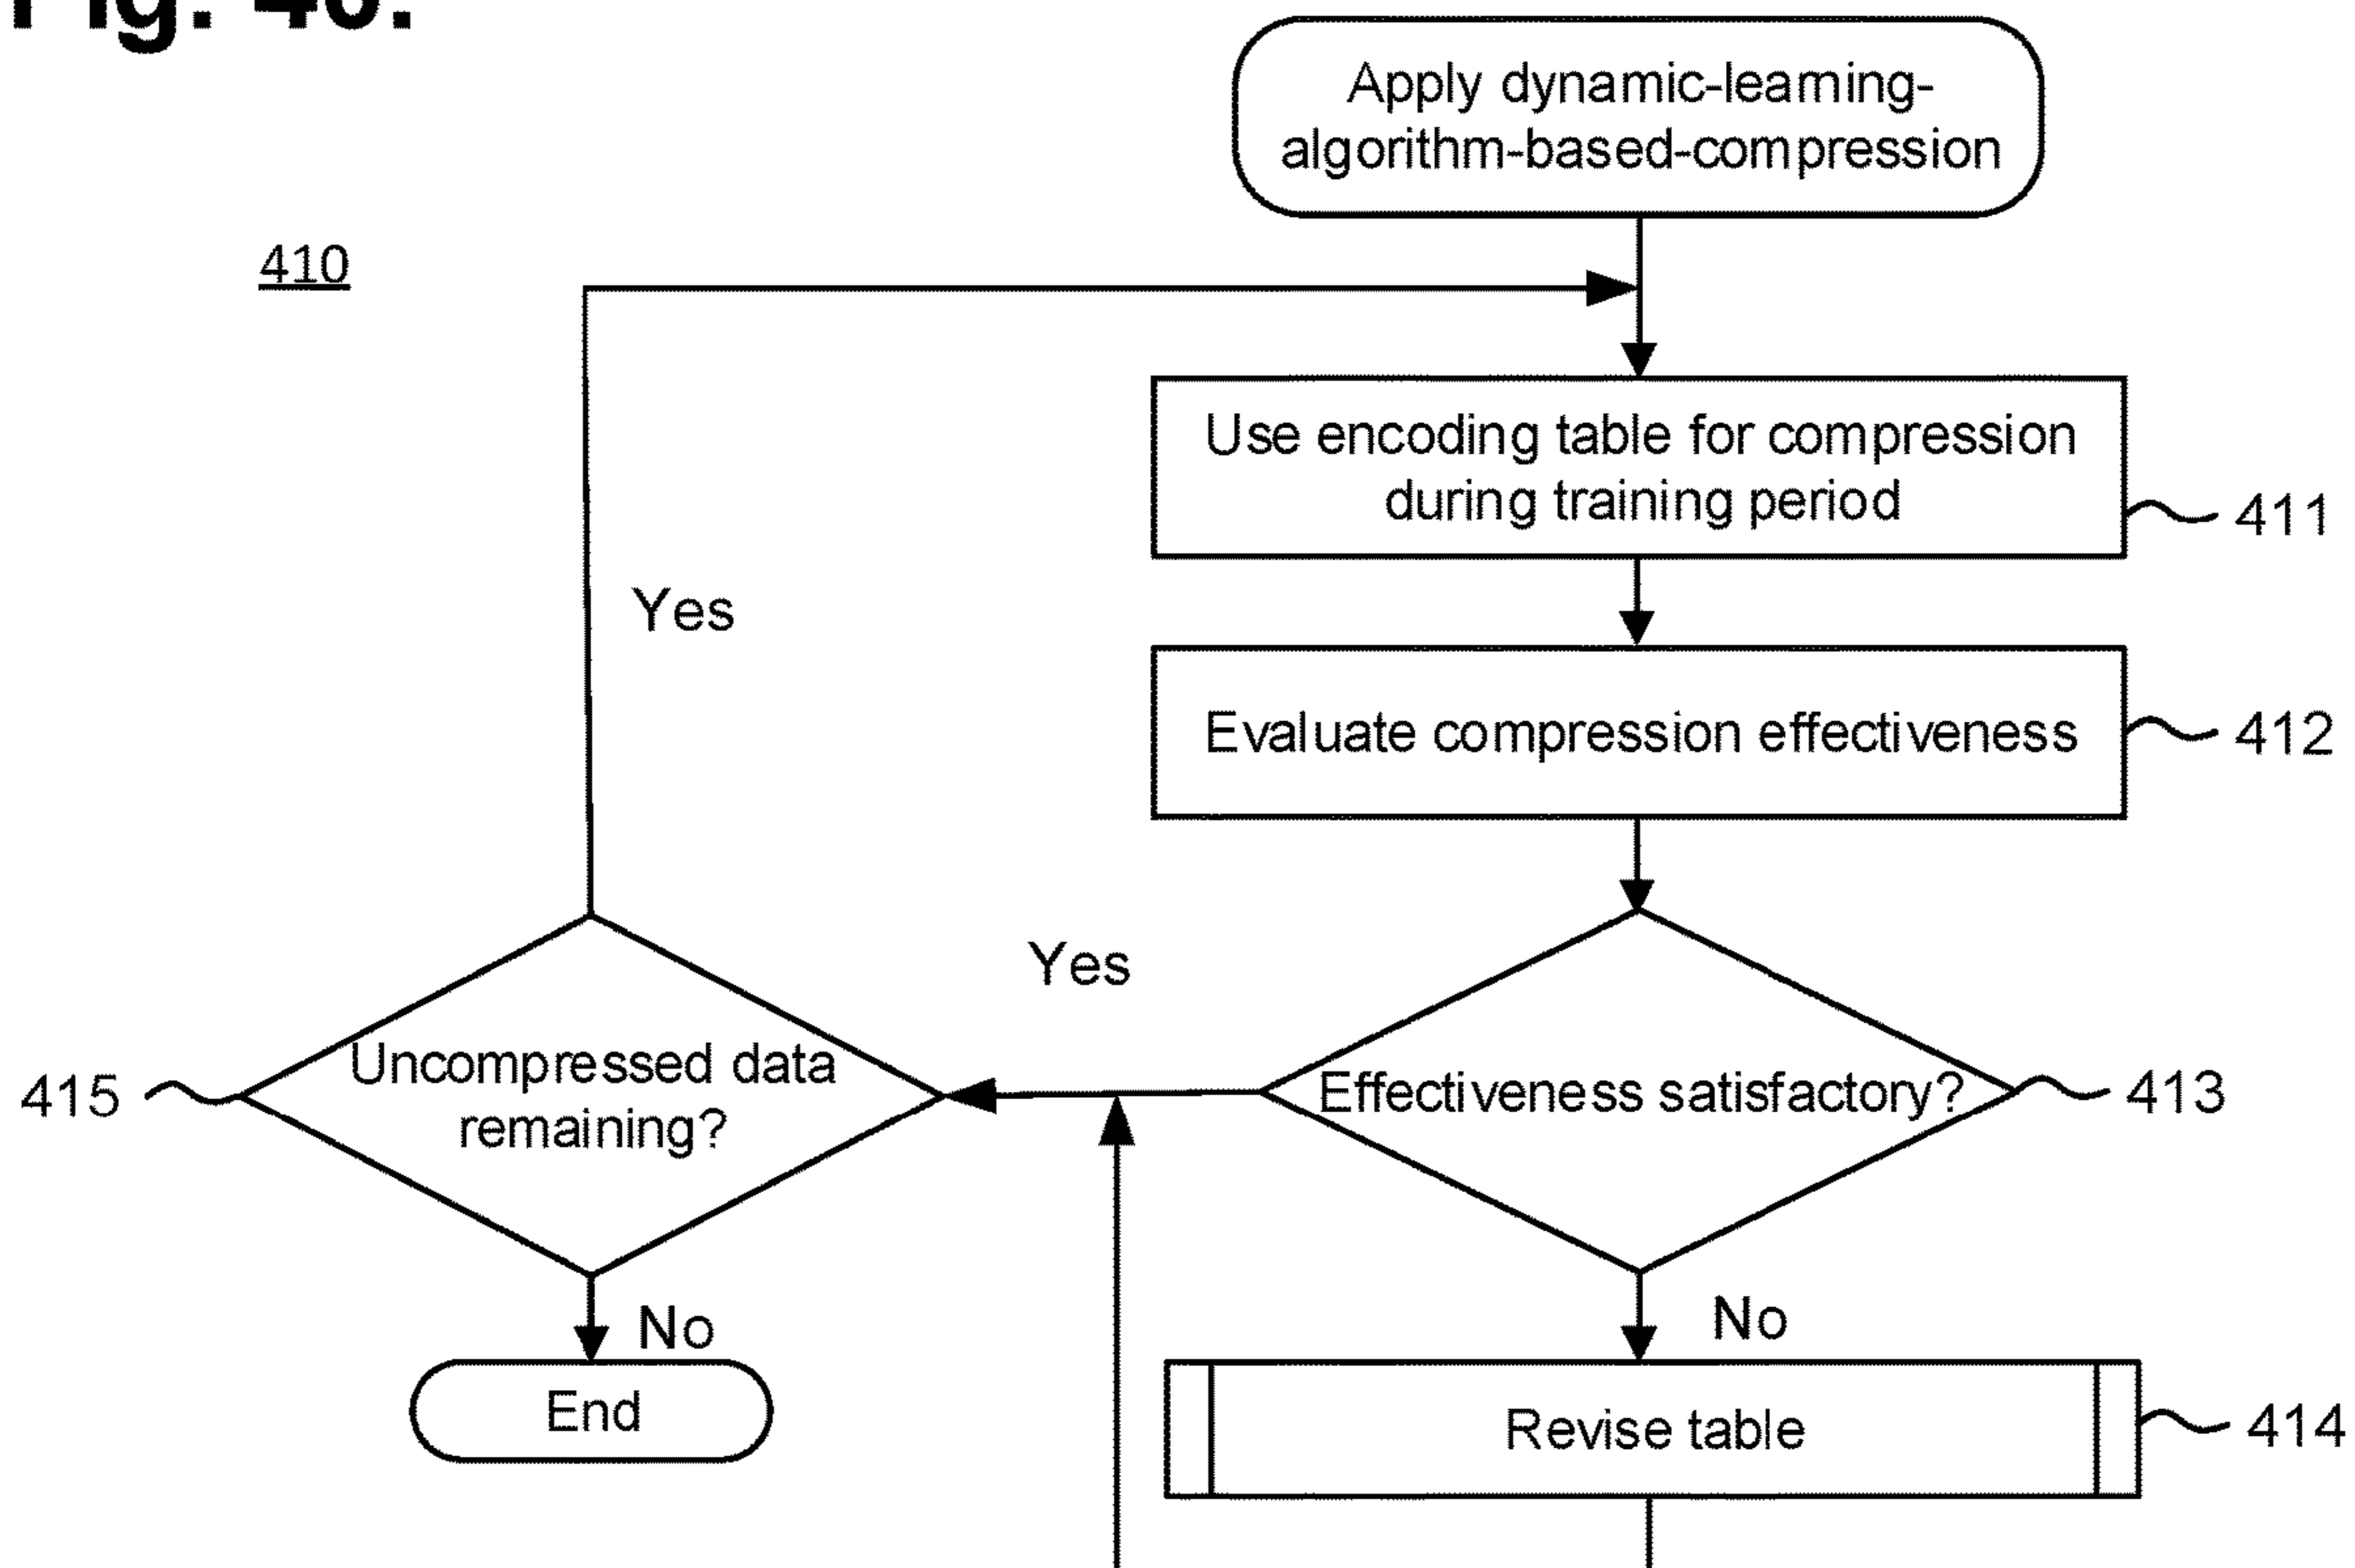 Apply dynamic-learning-
algorithm-based-compression
410
Use encoding table for compression
during training period
411
Yes
Evaluate compression effectiveness
412
Yes
Uncompressed data
remaining?
415
Effectiveness satisfactory?
413
No
No
End
Revise table
414